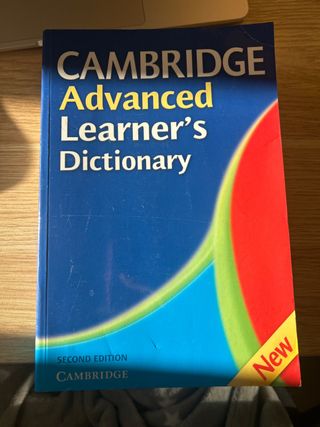 CAMBRIDGE
Advanced
Learner's
Dictionary
SECOND EDITION
CAMBRIDGE
New